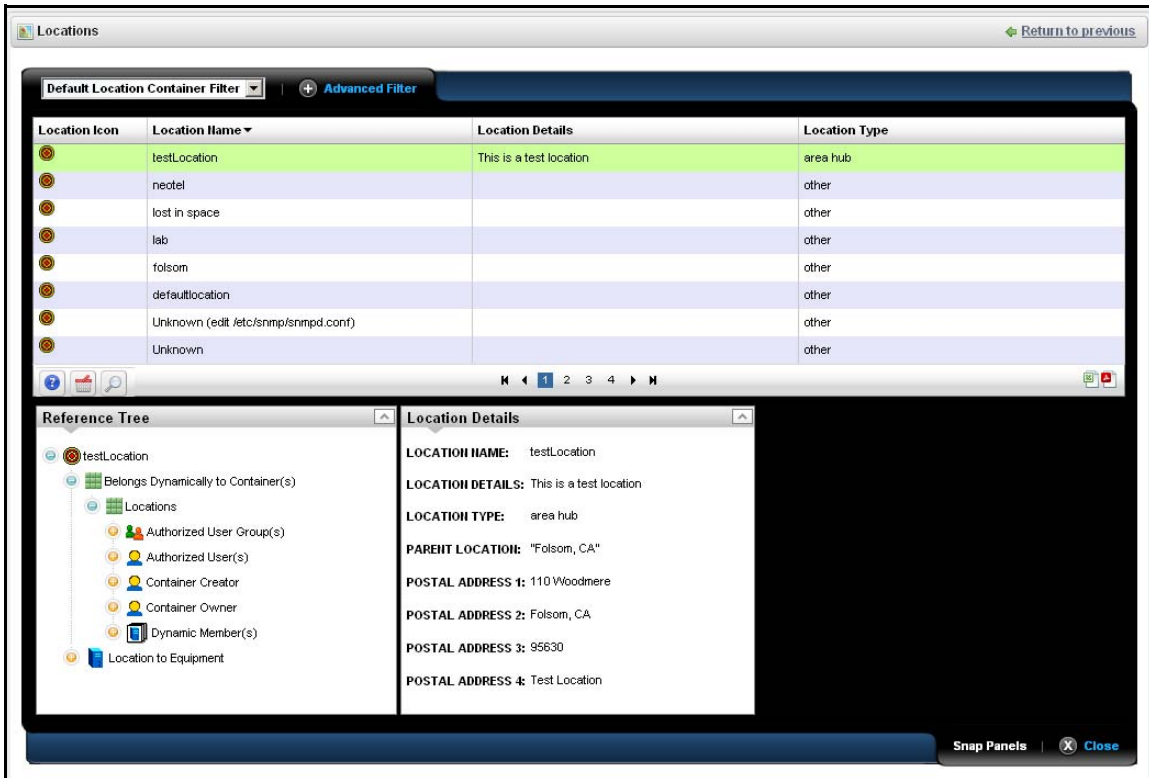 Locations
Return to previous
Default Location Container Filter | Advanced Filter
Location Icon Location Name Location Details Location Type
testLocation This is a test location area hub
neotel other
lost in space other
lab other
folsom other
defaultlocation other
Unknown (edit /etc/snmp/snmpd.conf) other
Unknown other
1 2 3 4
Reference Tree
testLocation
Belongs Dynamically to Container(s)
Locations
Authorized User Group(s)
Authorized User(s)
Container Creator
Container Owner
Dynamic Member(s)
Location to Equipment
Location Details
LOCATION NAME: testLocation
LOCATION DETAILS: This is a test location
LOCATION TYPE: area hub
PARENT LOCATION: "Folsom, CA"
POSTAL ADDRESS 1: 110 Woodmere
POSTAL ADDRESS 2: Folsom, CA
POSTAL ADDRESS 3: 95630
POSTAL ADDRESS 4: Test Location
Snap Panels | X Close